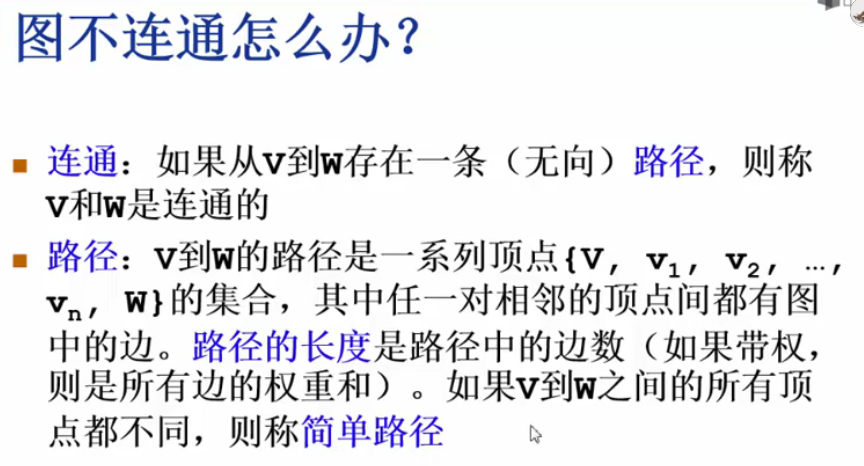 图不连通怎么办？
连通：如果从V到W存在一条（无向）路径，则称
V和W是连通的
路径：V到W的路径是一系列顶点{V, v₁, v₂, …,
vₙ, W}的集合，其中任一对相邻的顶点间都有图
中的边。路径的长度是路径中的边数（如果带权，
则是所有边的权重和）。如果V到W之间的所有顶
点都不同，则称简单路径